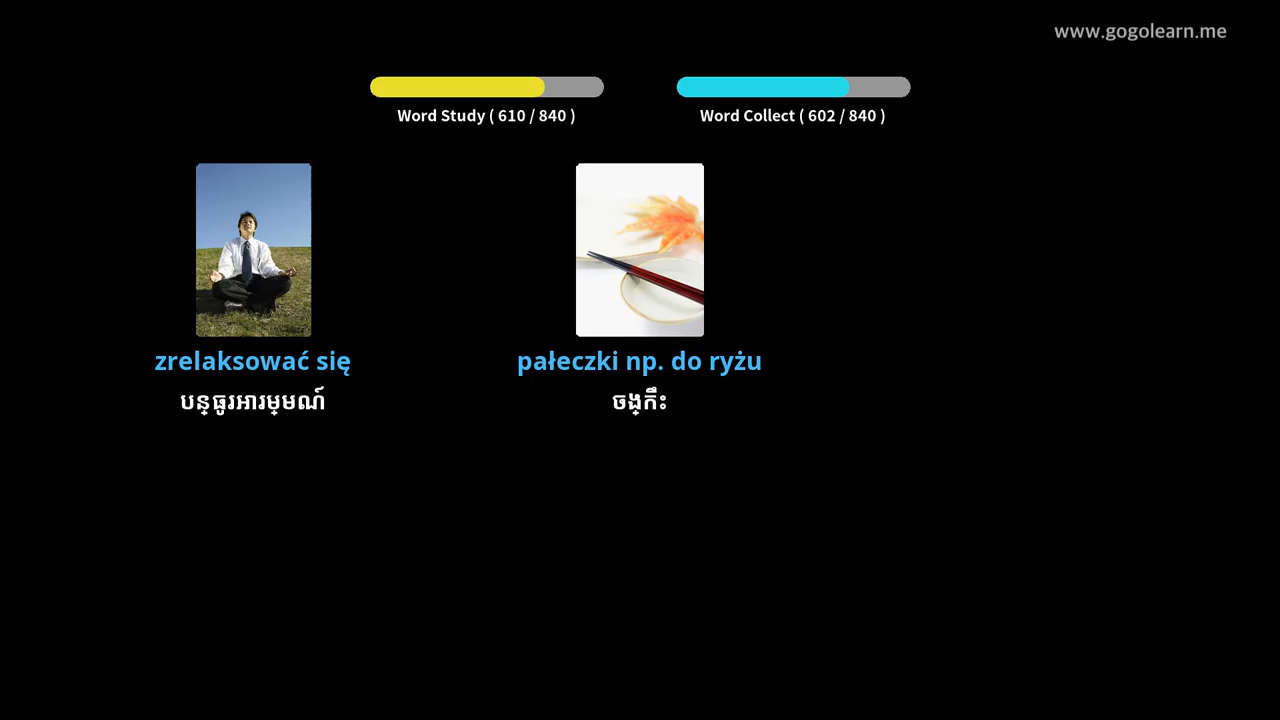 www.gogolearn.me
Word Study ( 610 / 840 )
Word Collect ( 602 / 840 )
zrelaksować się
pałeczki np. do ryżu
បន្ធូរអារម្មណ៍
ចង្កឹះ